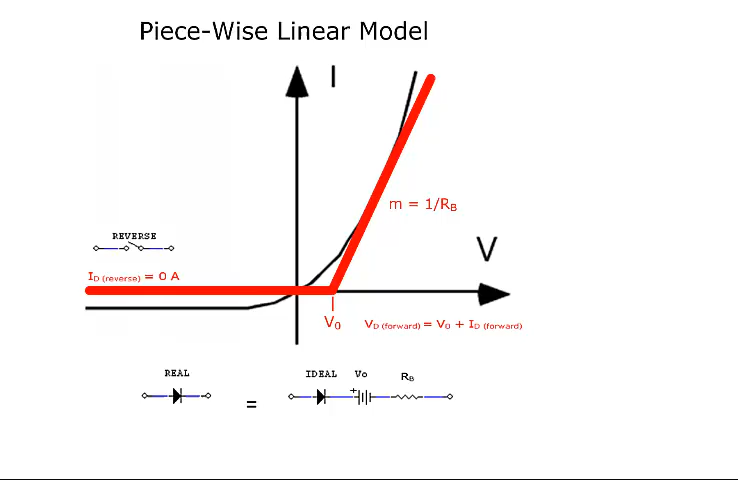 Piece-Wise Linear Model
I
m = 1/RB
REVERSE
V
ID (reverse) = 0 A
V0
VD (forward) = V0 + ID (forward)
REAL
IDEAL Vo RB
+
=